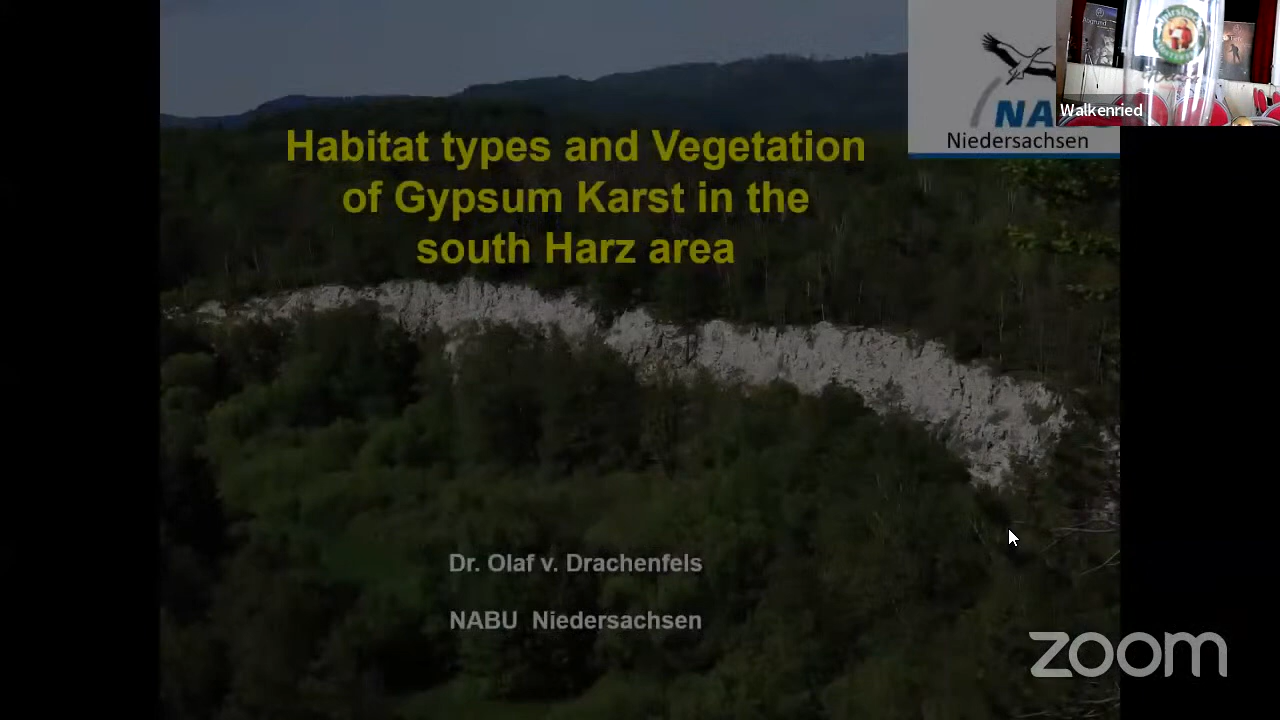 Habitat types and Vegetation
of Gypsum Karst in the
south Harz area
NA
Niedersachsen
Walkenried
Dr. Olaf v. Drachenfels
NABU Niedersachsen
zoom